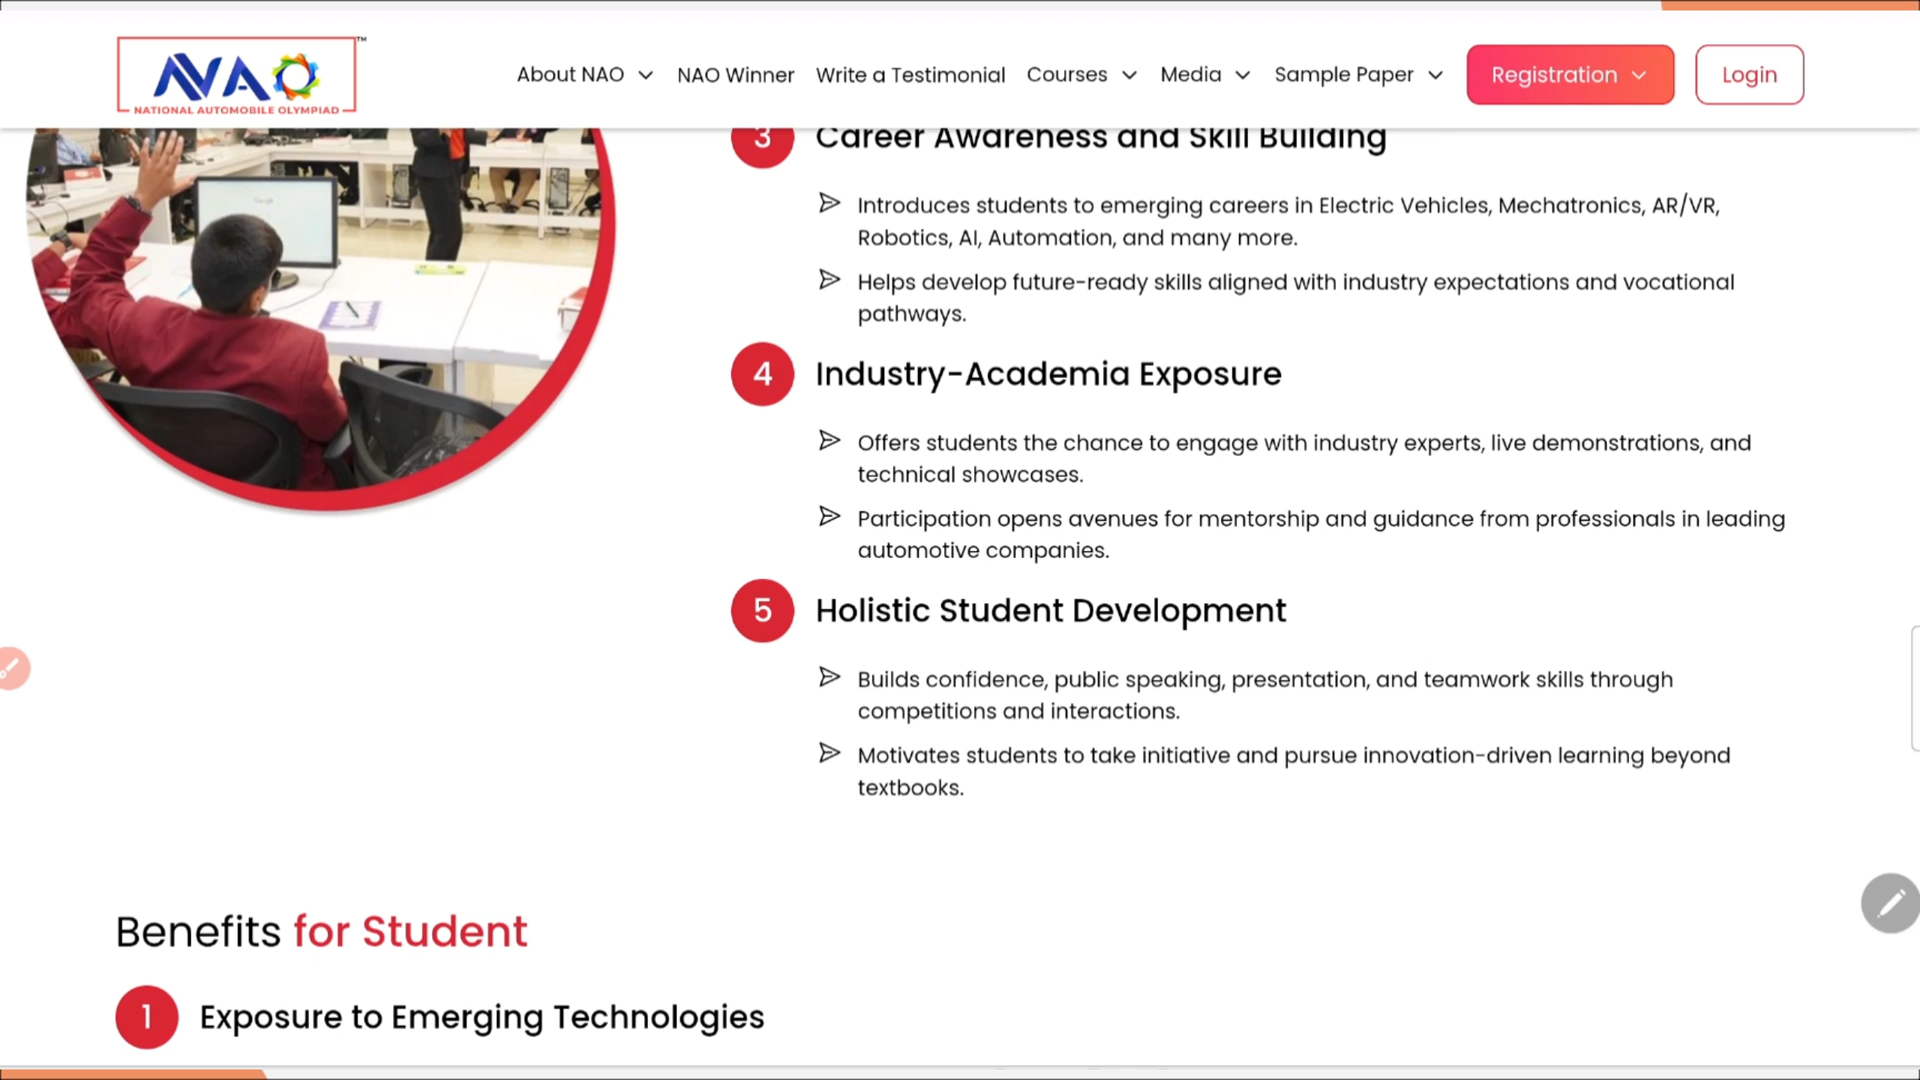 NAO
TM
NATIONAL AUTOMOBILE OLYMPIAD
About NAO
NAO Winner
Write a Testimonial
Courses
Media
Sample Paper
Registration
Login
3 Career Awareness and Skill Building
Introduces students to emerging careers in Electric Vehicles, Mechatronics, AR/VR,
Robotics, AI, Automation, and many more.
Helps develop future-ready skills aligned with industry expectations and vocational
pathways.
4 Industry-Academia Exposure
Offers students the chance to engage with industry experts, live demonstrations, and
technical showcases.
Participation opens avenues for mentorship and guidance from professionals in leading
automotive companies.
5 Holistic Student Development
Builds confidence, public speaking, presentation, and teamwork skills through
competitions and interactions.
Motivates students to take initiative and pursue innovation-driven learning beyond
textbooks.
Benefits for Student
1 Exposure to Emerging Technologies